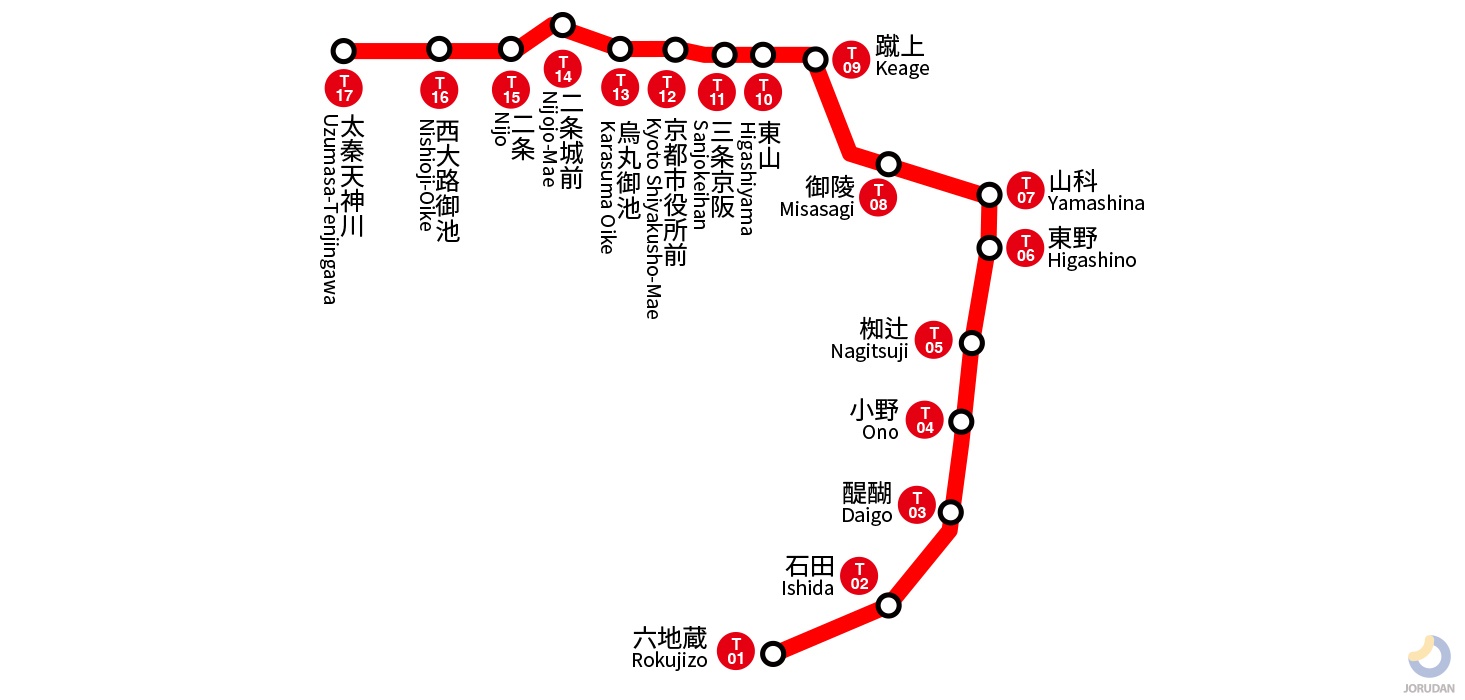 T
17
太秦天神川
Uzumasa-Tenjingawa
T
16
西大路御池
Nishioji-Oike
T
15
二条
Nijo
T
14
二条城前
Nijojo-Mae
T
13
烏丸御池
Karasuma Oike
T
12
京都市役所前
Kyoto Shiyakusho-Mae
T
11
三条京阪
Sanjokeihan
T
10
東山
Higashiyama
T
09
蹴上
Keage
T
08
御陵
Misasagi
T
07
山科
Yamashina
T
06
東野
Higashino
T
05
椥辻
Nagitsuji
T
04
小野
Ono
T
03
醍醐
Daigo
T
02
石田
Ishida
T
01
六地蔵
Rokujizo
JORUDAN